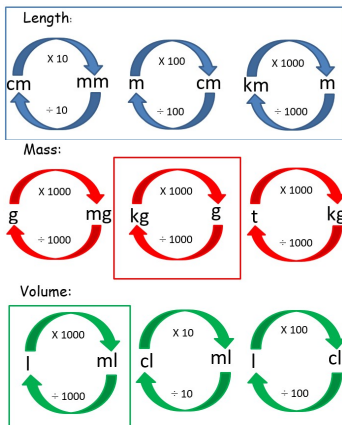 Length:
X 10 X 100 X 1000
cm mm m cm km m
÷ 10 ÷ 100 ÷ 1000
Mass:
X 1000 X 1000 X 1000
g mg kg g t kg
÷ 1000 ÷ 1000 ÷ 1000
Volume:
X 1000 X 10 X 100
l ml cl ml l cl
÷ 1000 ÷ 10 ÷ 100